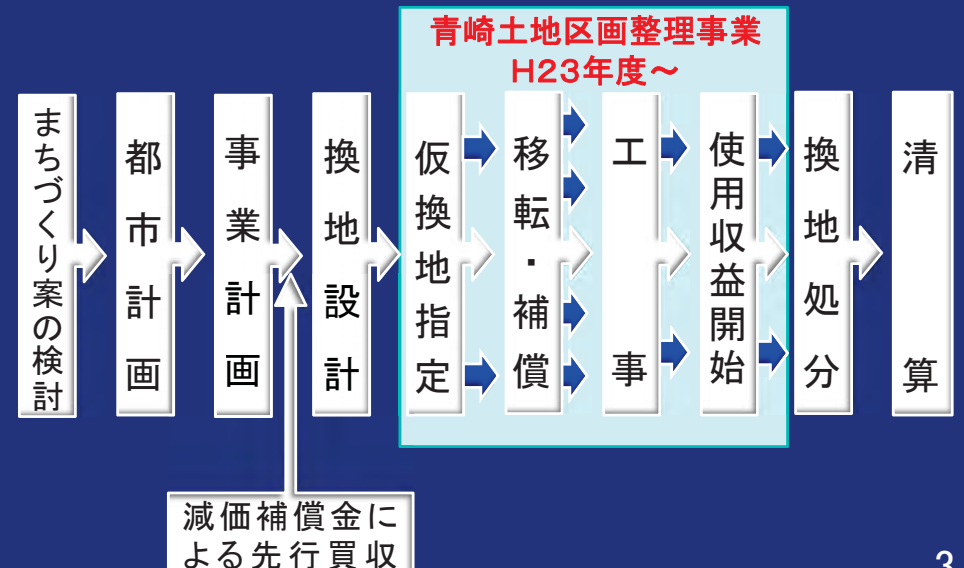 青崎土地区画整理事業
H23年度～
まちづくり案の検討
都市計画
事業計画
換地設計
仮換地指定
移転・補償
工事
使用収益開始
換地処分
清算
減価補償金に
よる先行買収
3